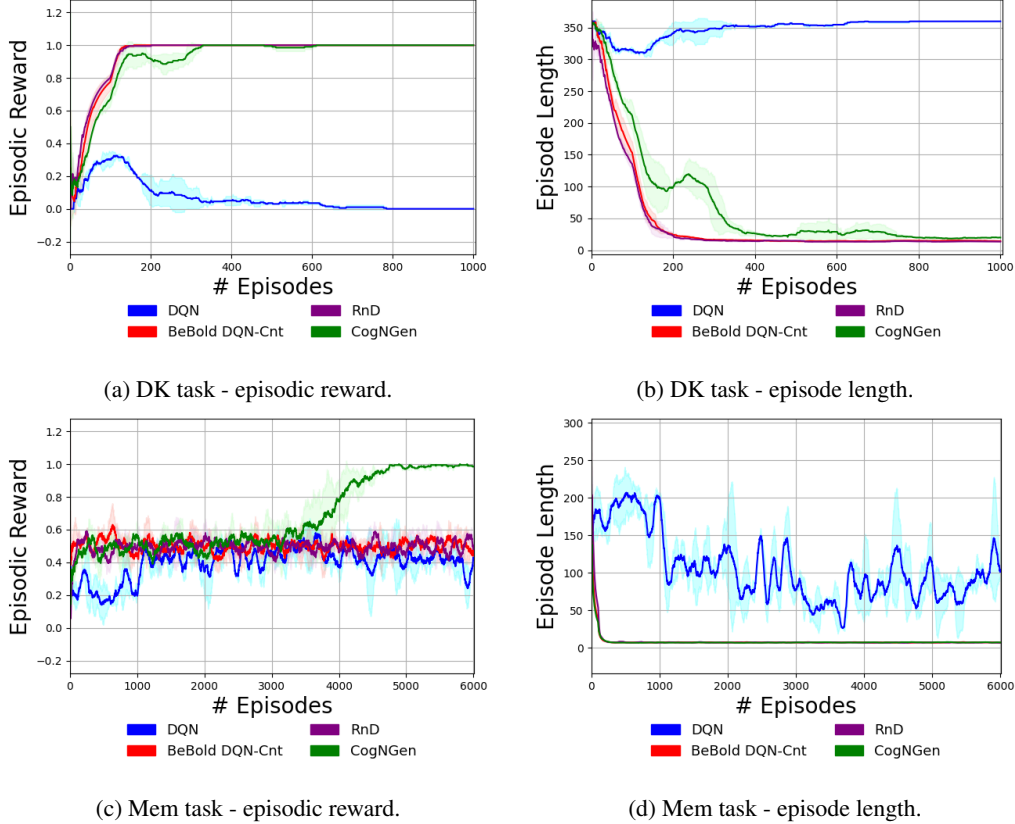 1.2
1.0
0.8
0.6
0.4
0.2
0.0
−0.2
Episodic Reward
0 200 400 600 800 1000
# Episodes
DQN RnD
BeBold DQN-Cnt CogNGen
(a) DK task - episodic reward.
350
300
250
200
150
100
50
0
Episode Length
0 200 400 600 800 1000
# Episodes
DQN RnD
BeBold DQN-Cnt CogNGen
(b) DK task - episode length.
1.2
1.0
0.8
0.6
0.4
0.2
0.0
−0.2
Episodic Reward
0 1000 2000 3000 4000 5000 6000
# Episodes
DQN RnD
BeBold DQN-Cnt CogNGen
(c) Mem task - episodic reward.
300
250
200
150
100
50
0
Episode Length
0 1000 2000 3000 4000 5000 6000
# Episodes
DQN RnD
BeBold DQN-Cnt CogNGen
(d) Mem task - episode length.